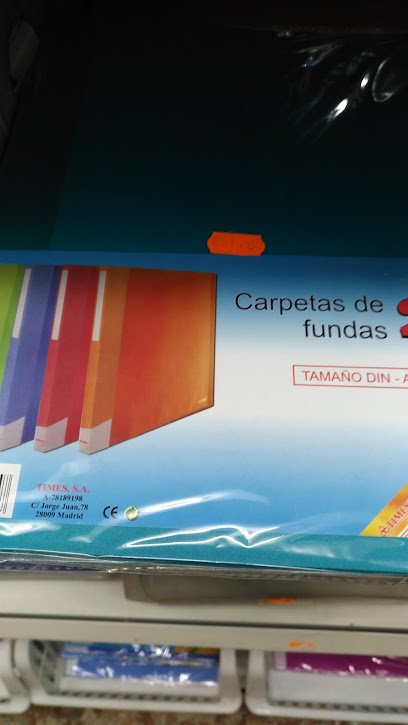 Carpetas de
fundas
TAMAÑO DIN - A
TIMES, S.A.
A-78189198
C/ Jorge Juan,78
28009 Madrid
CE